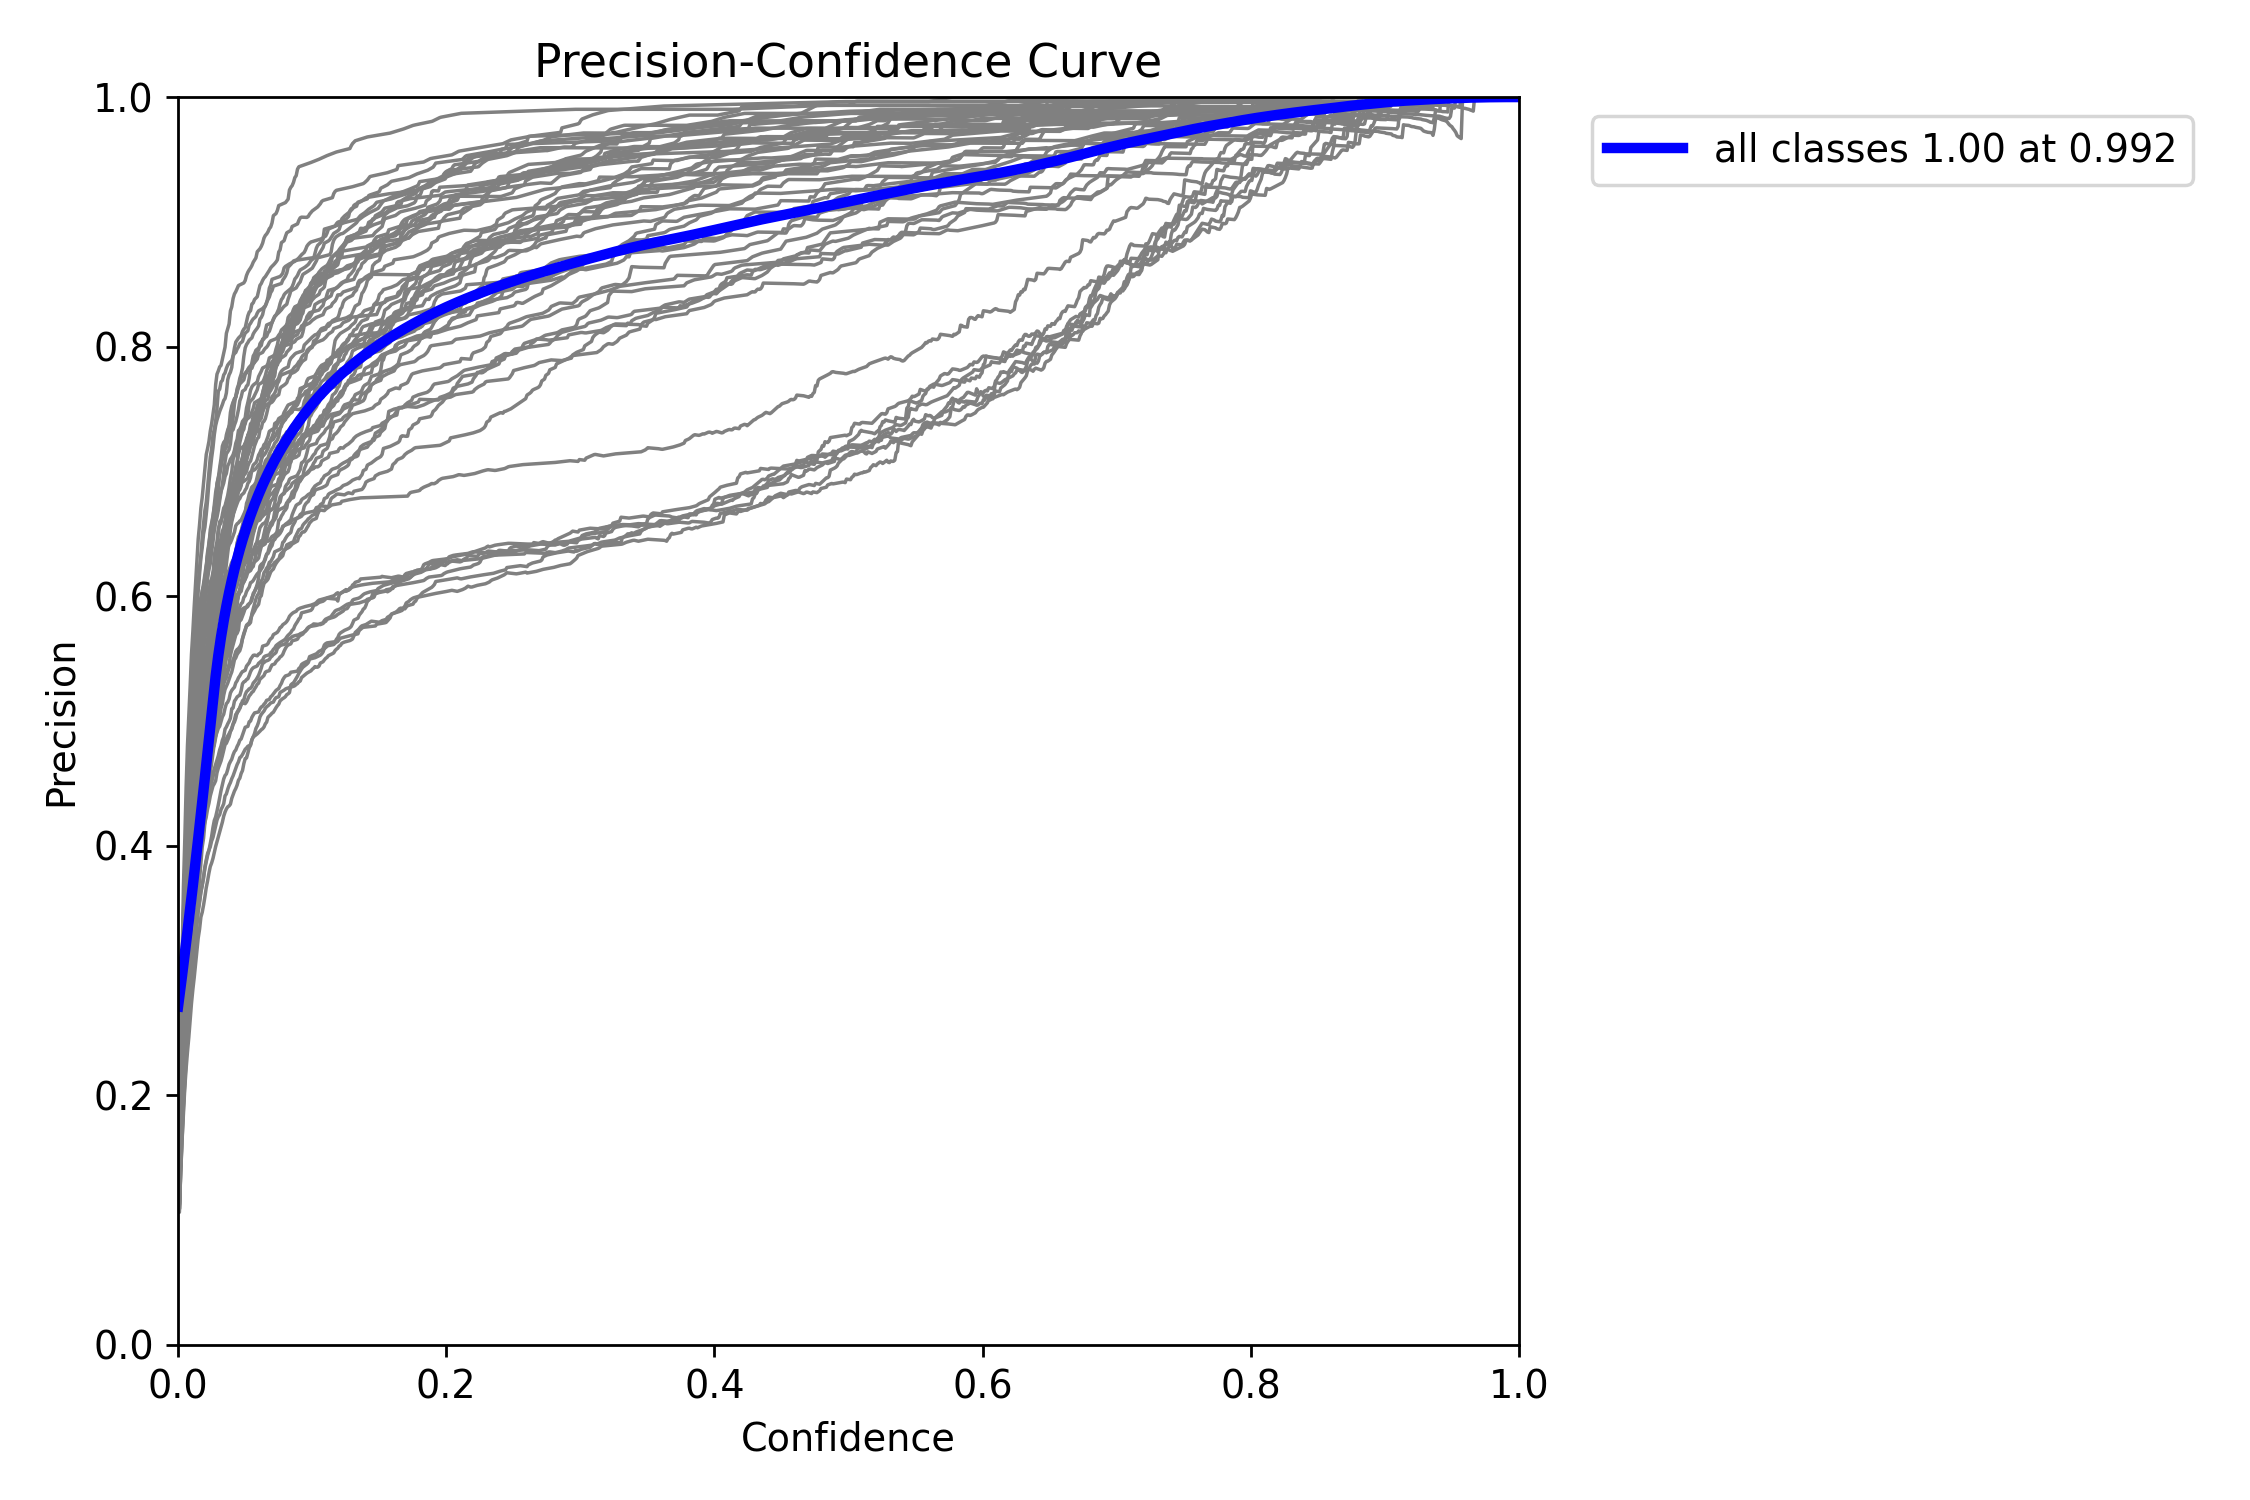 Precision-Confidence Curve
all classes 1.00 at 0.992
Precision
1.0
0.8
0.6
0.4
0.2
0.0
0.0 0.2 0.4 0.6 0.8 1.0
Confidence